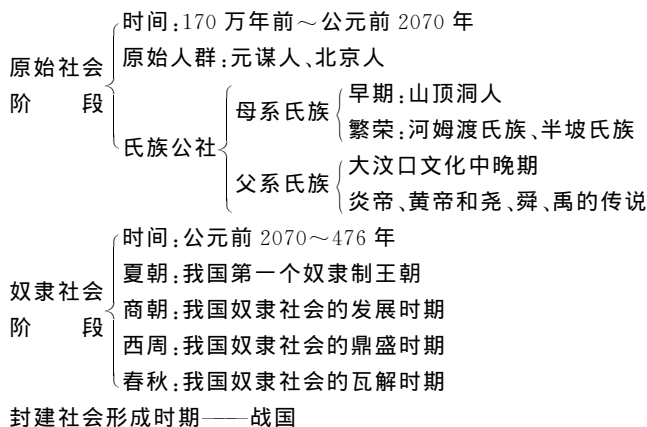 时间:170 万年前～公元前 2070 年
原始社会阶段
原始人群:元谋人、北京人
氏族公社
母系氏族
早期:山顶洞人
繁荣:河姆渡氏族、半坡氏族
父系氏族
大汶口文化中晚期
炎帝、黄帝和尧、舜、禹的传说
奴隶社会阶段
时间:公元前 2070～476 年
夏朝:我国第一个奴隶制王朝
商朝:我国奴隶社会的发展时期
西周:我国奴隶社会的鼎盛时期
春秋:我国奴隶社会的瓦解时期
封建社会形成时期——战国